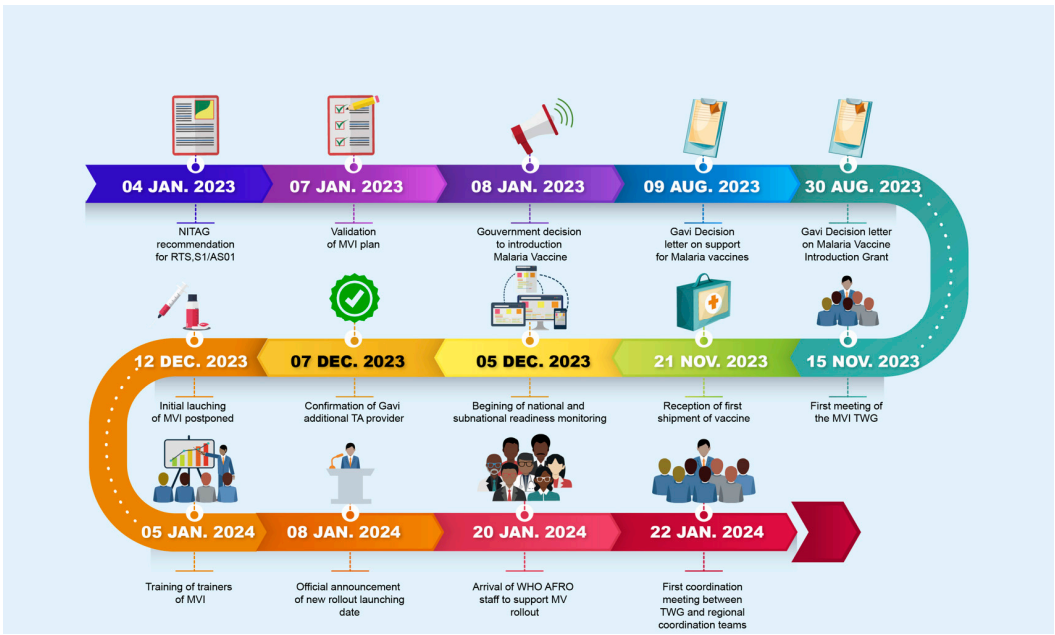 04 JAN. 2023
07 JAN. 2023
08 JAN. 2023
09 AUG. 2023
30 AUG. 2023
NITAG
recommendation
for RTS,S1/AS01
Validation
of MVI plan
Gouvernment decision
to introduction
Malaria Vaccine
Gavi Decision
letter on support
for Malaria vaccines
Gavi Decision letter
on Malaria Vaccine
Introduction Grant
12 DEC. 2023
07 DEC. 2023
05 DEC. 2023
21 NOV. 2023
15 NOV. 2023
Initial lauching
of MVI postponed
Confirmation of Gavi
additional TA provider
Begining of national and
subnational readiness monitoring
Reception of first
shipment of vaccine
First meeting of
the MVI TWG
05 JAN. 2024
08 JAN. 2024
20 JAN. 2024
22 JAN. 2024
Training of trainers
of MVI
Official announcement
of new rollout launching
date
Arrival of WHO AFRO
staff to support MV
rollout
First coordination
meeting between
TWG and regional
coordination teams